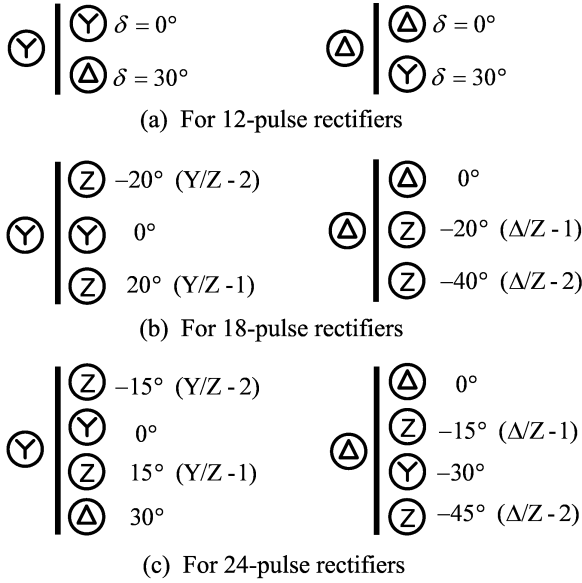 Y Y δ = 0° Δ Δ δ = 0°
Δ δ = 30° Y δ = 30°
(a) For 12-pulse rectifiers
Z –20° (Y/Z - 2) Δ 0°
Y Y 0° Δ Z –20° (Δ/Z - 1)
Z 20° (Y/Z -1) Z –40° (Δ/Z - 2)
(b) For 18-pulse rectifiers
Z –15° (Y/Z - 2) Δ 0°
Y Y 0° Δ Z –15° (Δ/Z - 1)
Z 15° (Y/Z -1) Y –30°
Δ 30° Z –45° (Δ/Z - 2)
(c) For 24-pulse rectifiers